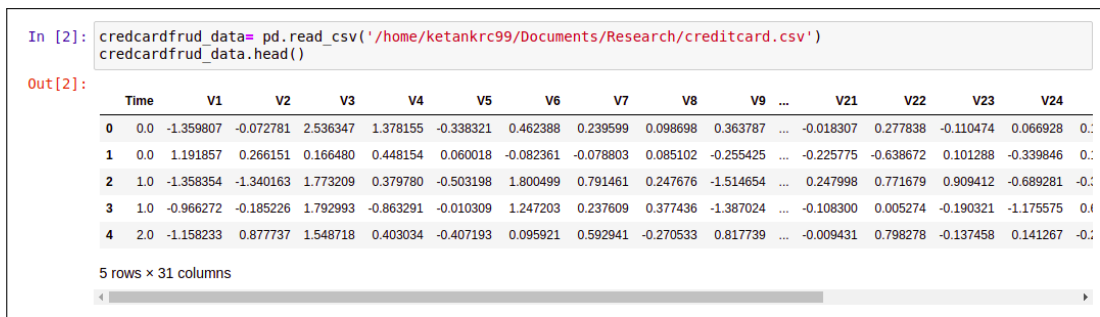 In [2]: credcardfrud_data= pd.read_csv('/home/ketankrc99/Documents/Research/creditcard.csv')
credcardfrud_data.head()
Out[2]:
Time V1 V2 V3 V4 V5 V6 V7 V8 V9 ... V21 V22 V23 V24
0 0.0 -1.359807 -0.072781 2.536347 1.378155 -0.338321 0.462388 0.239599 0.098698 0.363787 ... -0.018307 0.277838 -0.110474 0.066928
1 0.0 1.191857 0.266151 0.166480 0.448154 0.060018 -0.082361 -0.078803 0.085102 -0.255425 ... -0.225775 -0.638672 0.101288 -0.339846
2 1.0 -1.358354 -1.340163 1.773209 0.379780 -0.503198 1.800499 0.791461 0.247676 -1.514654 ... 0.247998 0.771679 0.909412 -0.689281
3 1.0 -0.966272 -0.185226 1.792993 -0.863291 -0.010309 1.247203 0.237609 0.377436 -1.387024 ... -0.108300 0.005274 -0.190321 -1.175575
4 2.0 -1.158233 0.877737 1.548718 0.403034 -0.407193 0.095921 0.592941 -0.270533 0.817739 ... -0.009431 0.798278 -0.137458 0.141267
5 rows × 31 columns